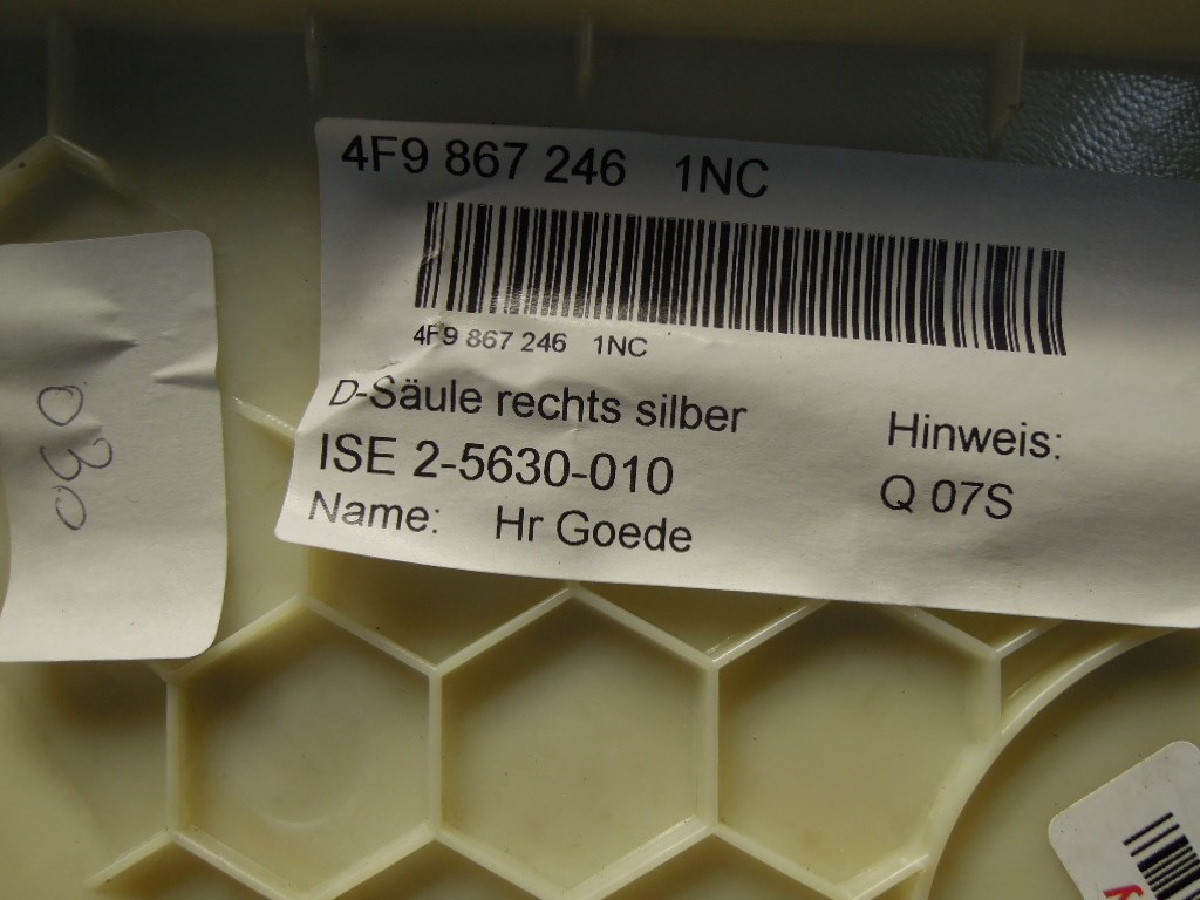 4F9 867 246 1NC
4F9 867 246 1NC
D-Säule rechts silber
ISE 2-5630-010
Name: Hr Goede
Hinweis:
Q 07S
030